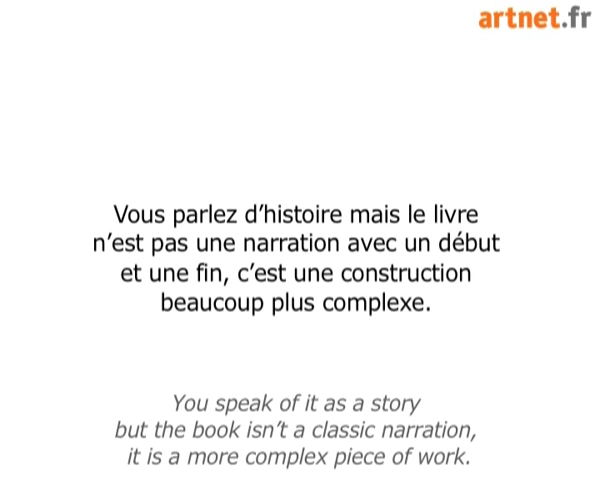 artnet.fr
Vous parlez d’histoire mais le livre
n’est pas une narration avec un début
et une fin, c’est une construction
beaucoup plus complexe.
You speak of it as a story
but the book isn’t a classic narration,
it is a more complex piece of work.